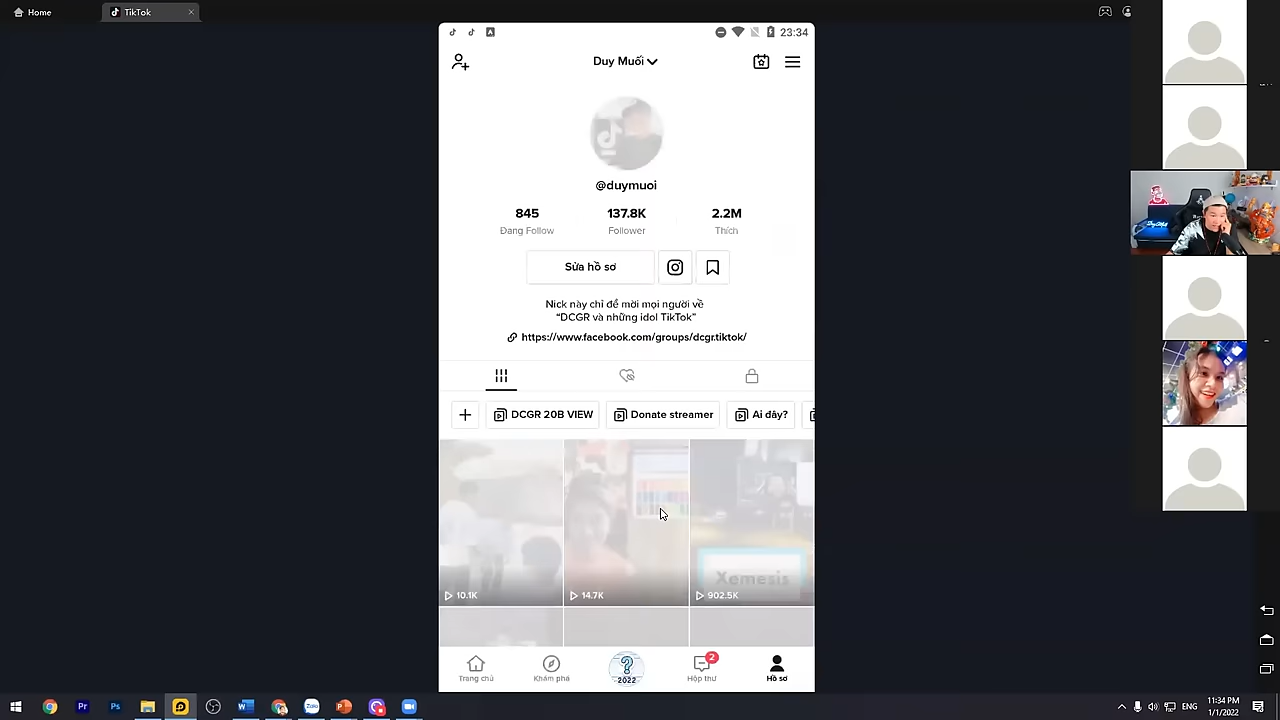 Home
TikTok
23:34
Duy Muối
@duymuoi
845
137.8K
2.2M
Đang Follow
Follower
Thích
Sửa hồ sơ
Nick này chỉ để mời mọi người về
“DCGR và những idol TikTok”
https://www.facebook.com/groups/dcgr.tiktok/
DCGR 20B VIEW
Donate streamer
Ai đây?
Xemesis
10.1K
14.7K
902.5K
?
2022
2
Trang chủ
Khám phá
Hộp thư
Hồ sơ
ENG
11:34 PM
1/1/2022